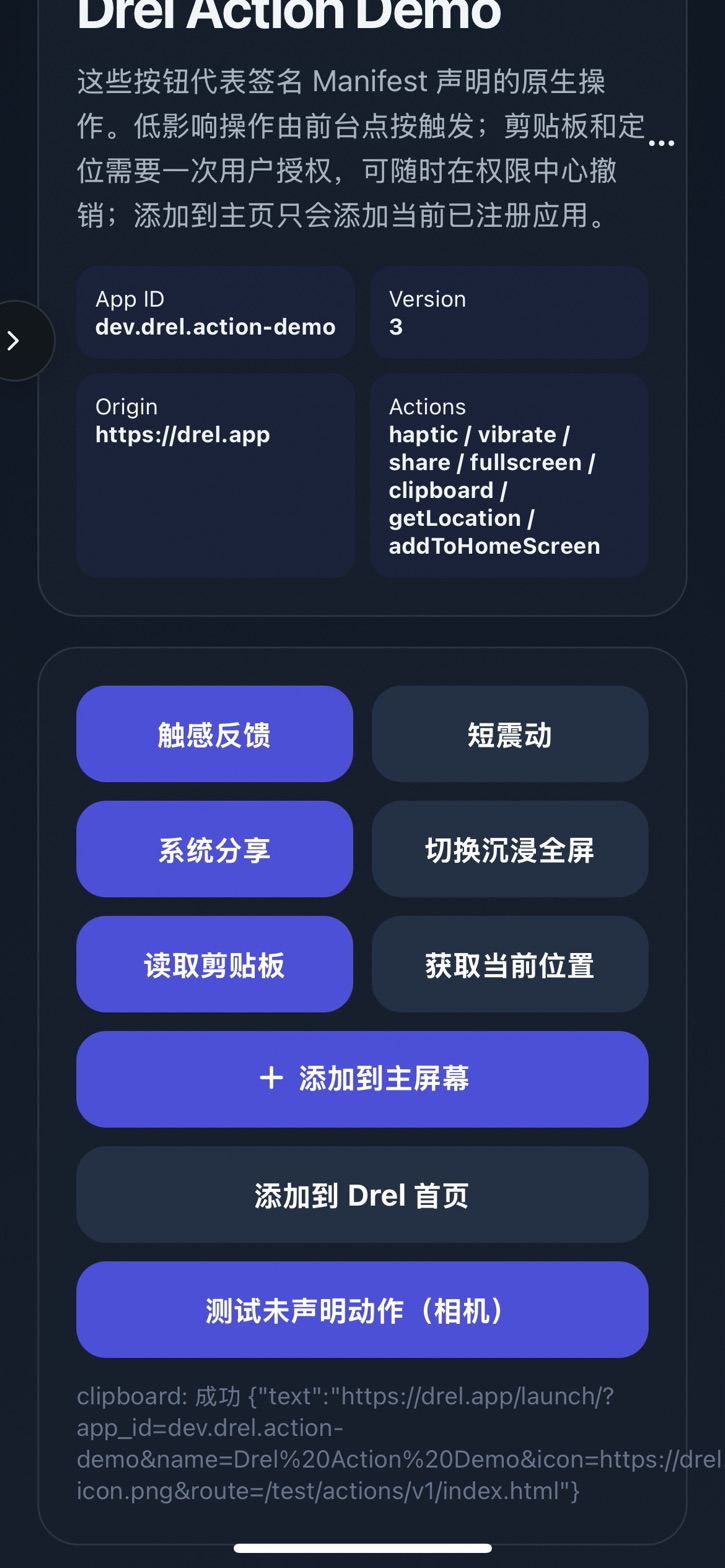 Drel Action Demo
这些按钮代表签名 Manifest 声明的原生操
作。低影响操作由前台点按触发；剪贴板和定
位需要一次用户授权，可随时在权限中心撤
销；添加到主页只会添加当前已注册应用。
App ID
dev.drel.action-demo
Version
3
Origin
https://drel.app
Actions
haptic / vibrate /
share / fullscreen /
clipboard /
getLocation /
addToHomeScreen
触感反馈
短震动
系统分享
切换沉浸全屏
读取剪贴板
获取当前位置
＋ 添加到主屏幕
添加到 Drel 首页
测试未声明动作（相机）
clipboard: 成功 {"text":"https://drel.app/launch/?
app_id=dev.drel.action-
demo&name=Drel%20Action%20Demo&icon=https://drel
icon.png&route=/test/actions/v1/index.html"}